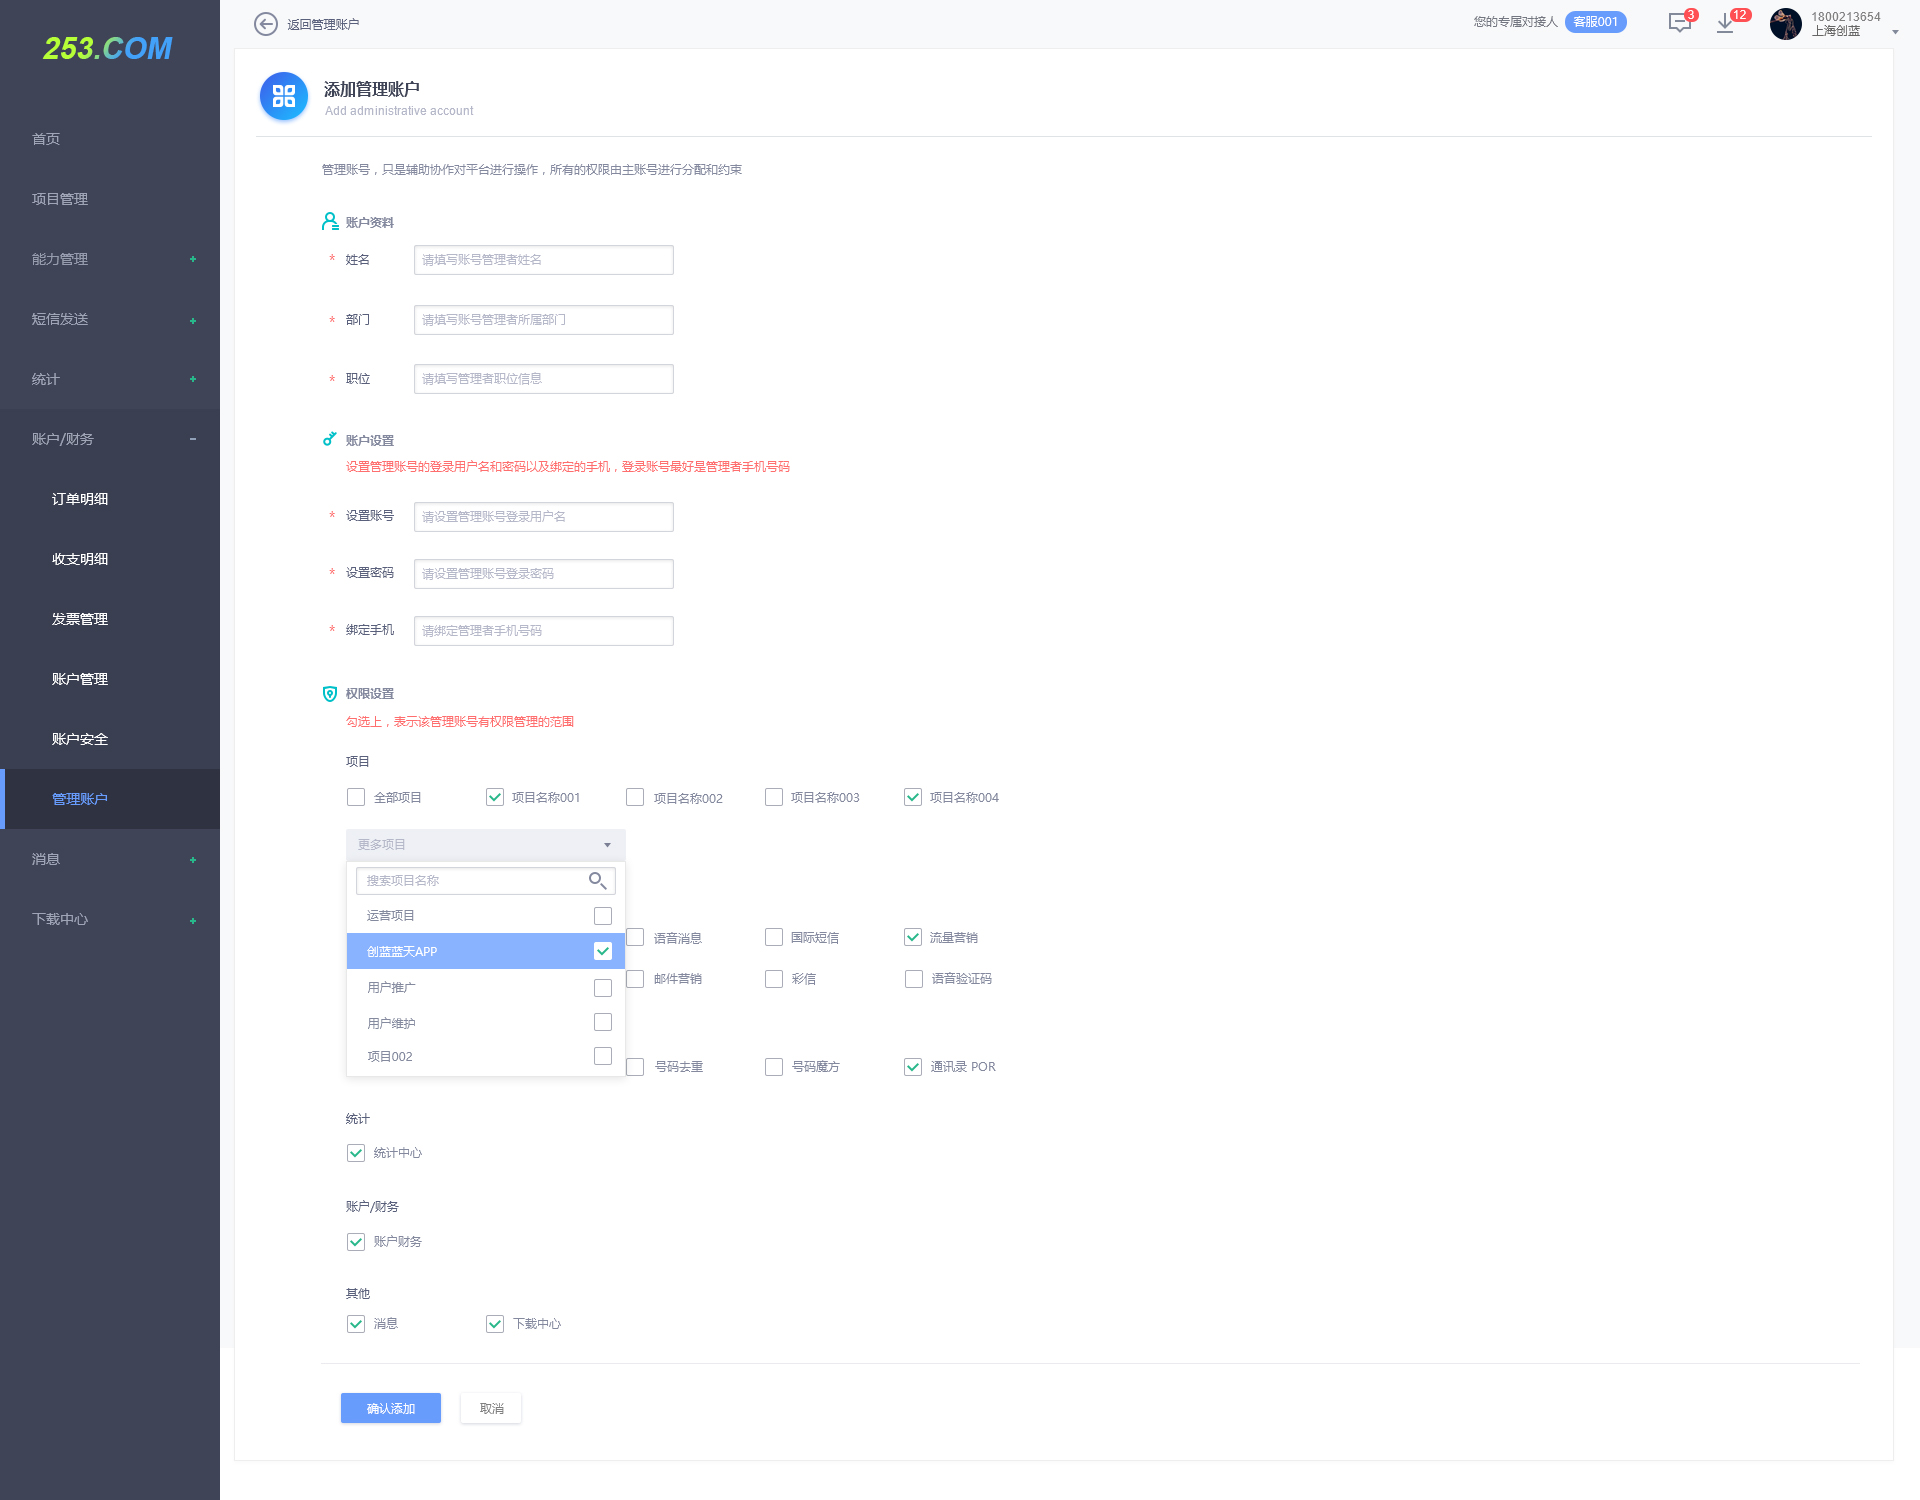 253.COM
首页
项目管理
能力管理
短信发送
统计
账户/财务
订单明细
收支明细
发票管理
账户管理
账户安全
管理账户
消息
下载中心
返回管理账户
您的专属对接人 客服001
3
12
1800213654
上海创蓝
添加管理账户
Add administrative account
管理账号，只是辅助协作对平台进行操作，所有的权限由主账号进行分配和约束
账户资料
* 姓名 请填写账号管理者姓名
* 部门 请填写账号管理者所属部门
* 职位 请填写管理者职位信息
账户设置
设置管理账号的登录用户名和密码以及绑定的手机，登录账号最好是管理者手机号码
* 设置账号 请设置管理账号登录用户名
* 设置密码 请设置管理账号登录密码
* 绑定手机 请绑定管理者手机号码
权限设置
勾选上，表示该管理账号有权限管理的范围
项目
全部项目 项目名称001 项目名称002 项目名称003 项目名称004
更多项目
搜索项目名称
运营项目
创蓝蓝天APP
用户推广
用户维护
项目002
语音消息 国际短信 流量营销
邮件营销 彩信 语音验证码
号码去重 号码魔方 通讯录 POR
统计
统计中心
账户/财务
账户财务
其他
消息 下载中心
确认添加 取消